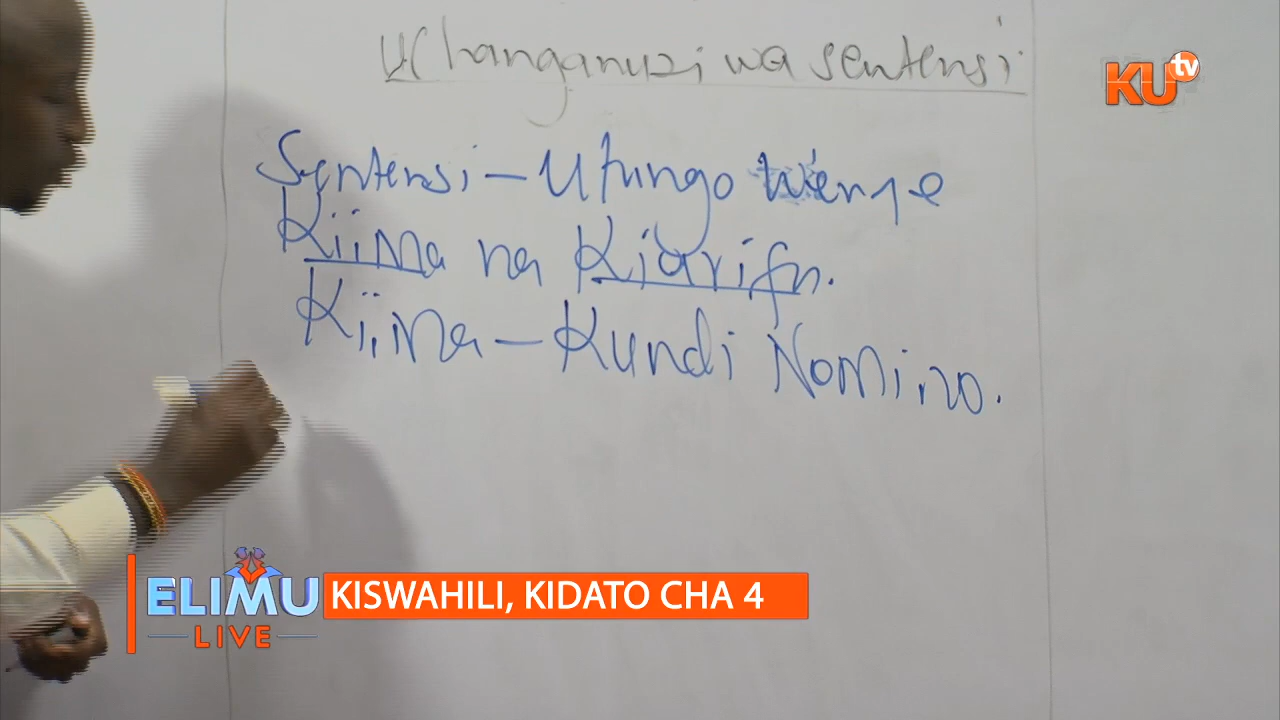 Uchanganuzi wa sentensi.
KU tv
Sentensi - Utungo wenye
Kiima na Kiarifu.
Kiima - Kundi Nomino.
ELIMU
LIVE
KISWAHILI, KIDATO CHA 4